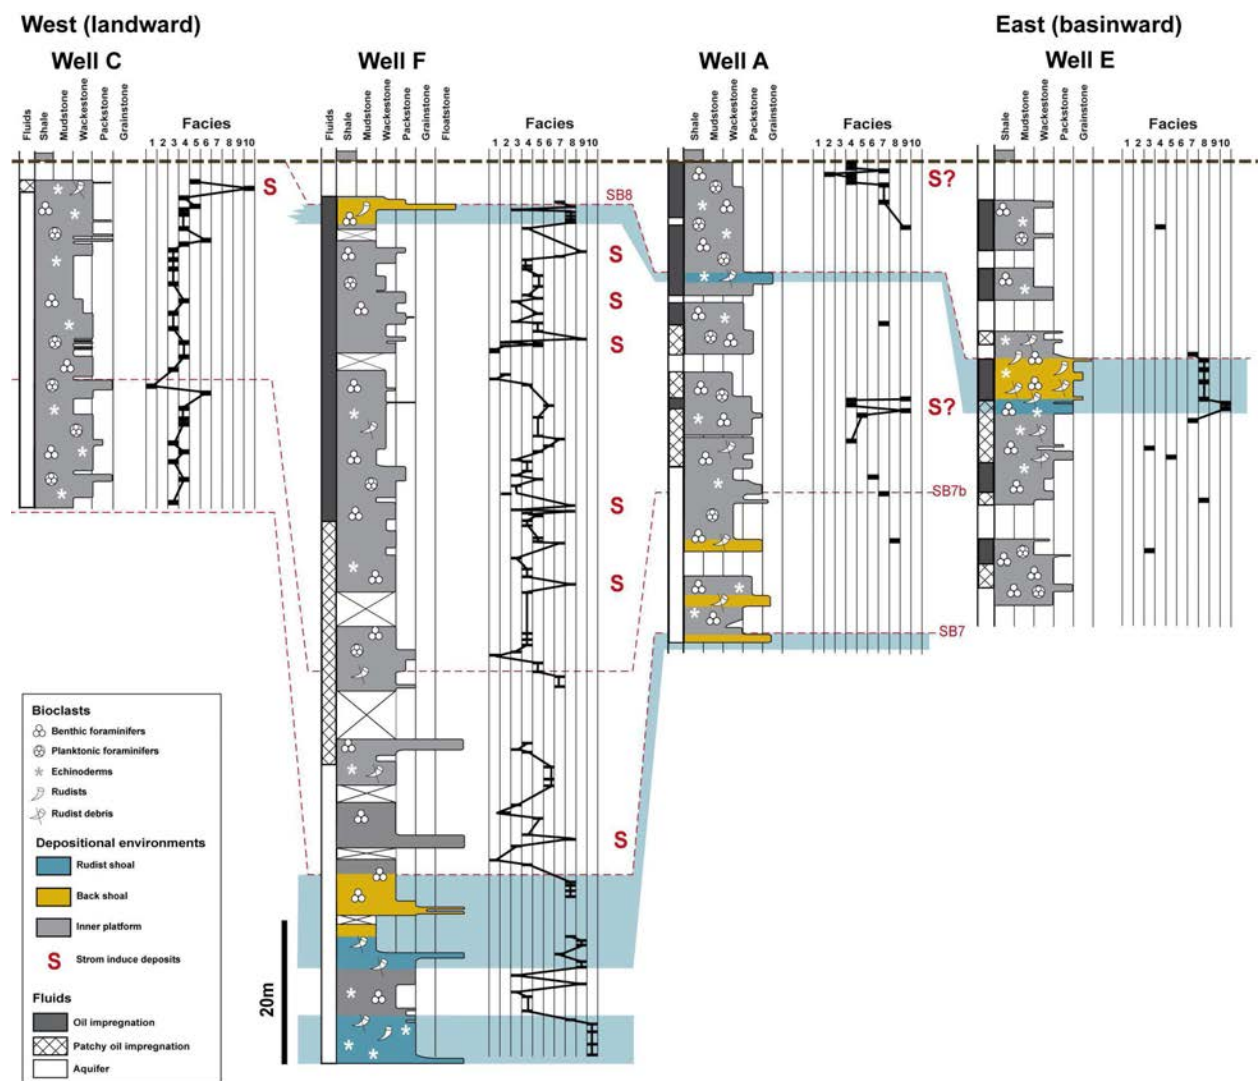 West (landward)
East (basinward)
Well C
Well F
Well A
Well E
Fluids
Shale
Mudstone
Wackestone
Packstone
Grainstone
Facies
1 2 3 4 5 6 7 8 9 10
Fluids
Shale
Mudstone
Wackestone
Packstone
Grainstone
Floatstone
Facies
1 2 3 4 5 6 7 8 9 10
Shale
Mudstone
Wackestone
Packstone
Grainstone
Facies
1 2 3 4 5 6 7 8 9 10
Shale
Mudstone
Wackestone
Packstone
Grainstone
Facies
1 2 3 4 5 6 7 8 9 10
S
SB8
S
S
S
S
S
S
S?
S?
SB7b
SB7
20m
Bioclasts
Benthic foraminifers
Planktonic foraminifers
Echinoderms
Rudists
Rudist debris
Depositional environments
Rudist shoal
Back shoal
Inner platform
S Strom induce deposits
Fluids
Oil impregnation
Patchy oil impregnation
Aquifer